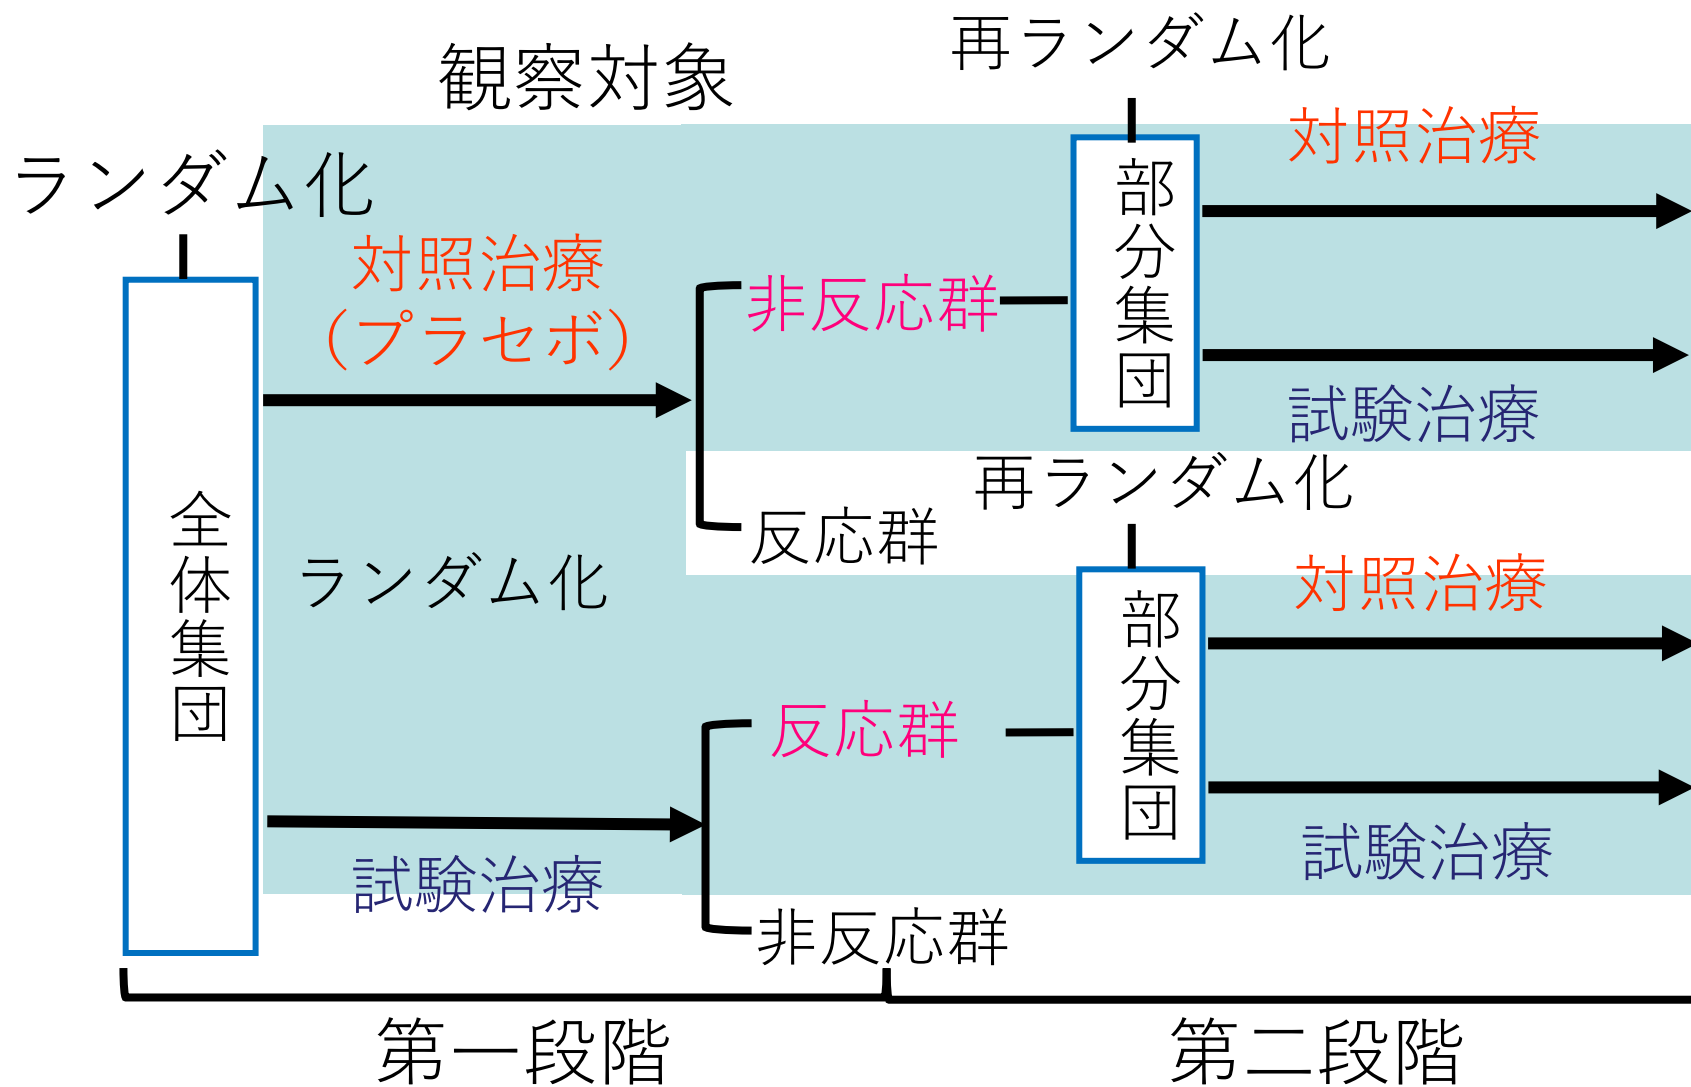 観察対象
再ランダム化
ランダム化
対照治療
（プラセボ）
非反応群
部分集団
対照治療
試験治療
反応群
全体集団
ランダム化
再ランダム化
反応群
部分集団
対照治療
試験治療
試験治療
非反応群
第一段階
第二段階